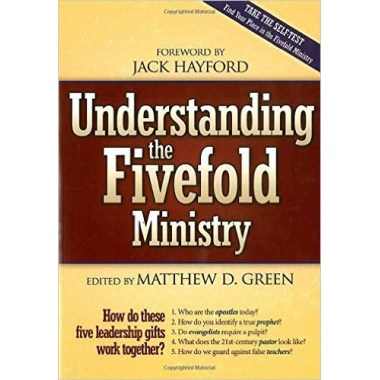 TAKE THE SELF-TEST
Find Your Place in the Fivefold Ministry
FOREWORD BY
JACK HAYFORD
Understanding
the
Fivefold
Ministry
EDITED BY MATTHEW D. GREEN
How do these
five leadership gifts
work together?
1. Who are the apostles today?
2. How do you identify a true prophet?
3. Do evangelists require a pulpit?
4. What does the 21st-century pastor look like?
5. How do we guard against false teachers?